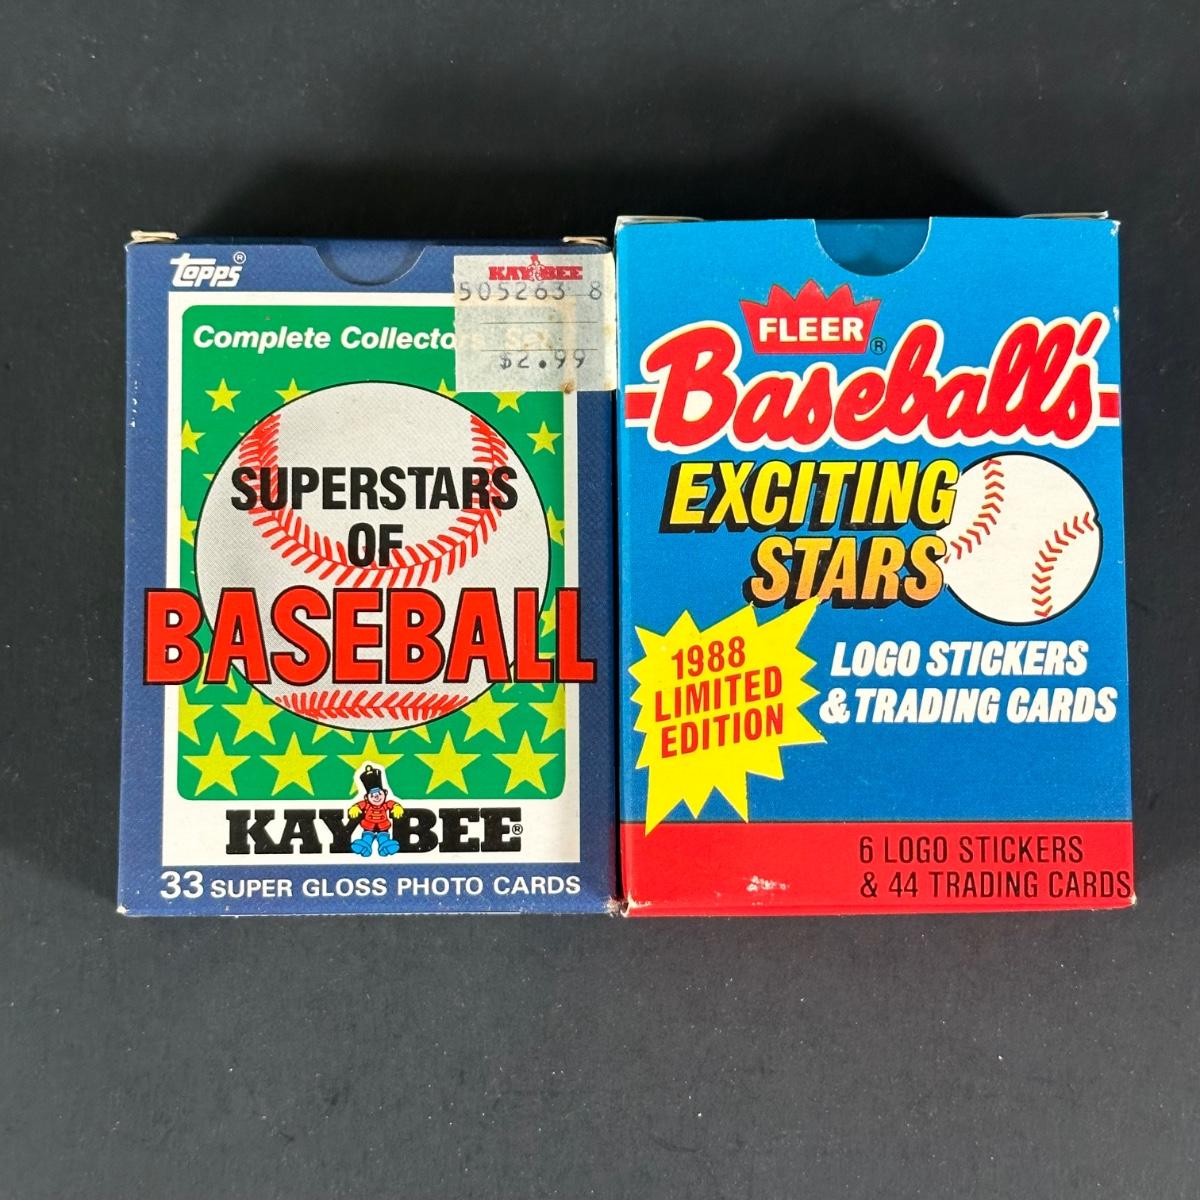 topps®
KAY BEE
505263 8
$2.99
Complete Collectors' Set
SUPERSTARS
OF
BASEBALL
KAY BEE®
33 SUPER GLOSS PHOTO CARDS
FLEER®
Baseball's
EXCITING
STARS
1988
LIMITED
EDITION
LOGO STICKERS
& TRADING CARDS
6 LOGO STICKERS
& 44 TRADING CARDS